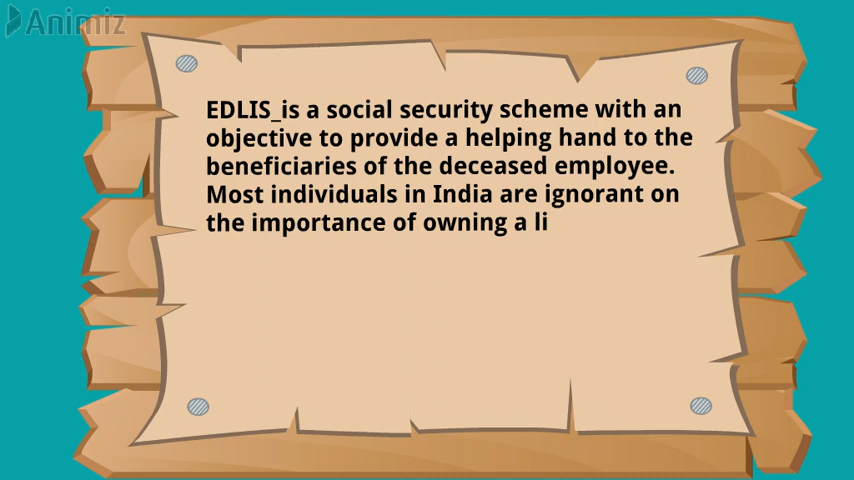 Animiz
EDLIS_is a social security scheme with an
objective to provide a helping hand to the
beneficiaries of the deceased employee.
Most individuals in India are ignorant on
the importance of owning a li